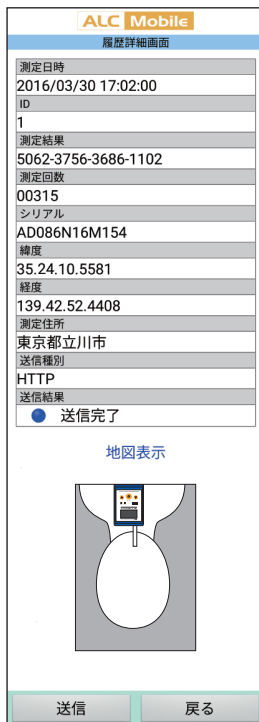 ALC Mobile
履歴詳細画面
測定日時
2016/03/30 17:02:00
ID
1
測定結果
5062-3756-3686-1102
測定回数
00315
シリアル
AD086N16M154
緯度
35.24.10.5581
経度
139.42.52.4408
測定住所
東京都立川市
送信種別
HTTP
送信結果
送信完了
地図表示
送信 戻る